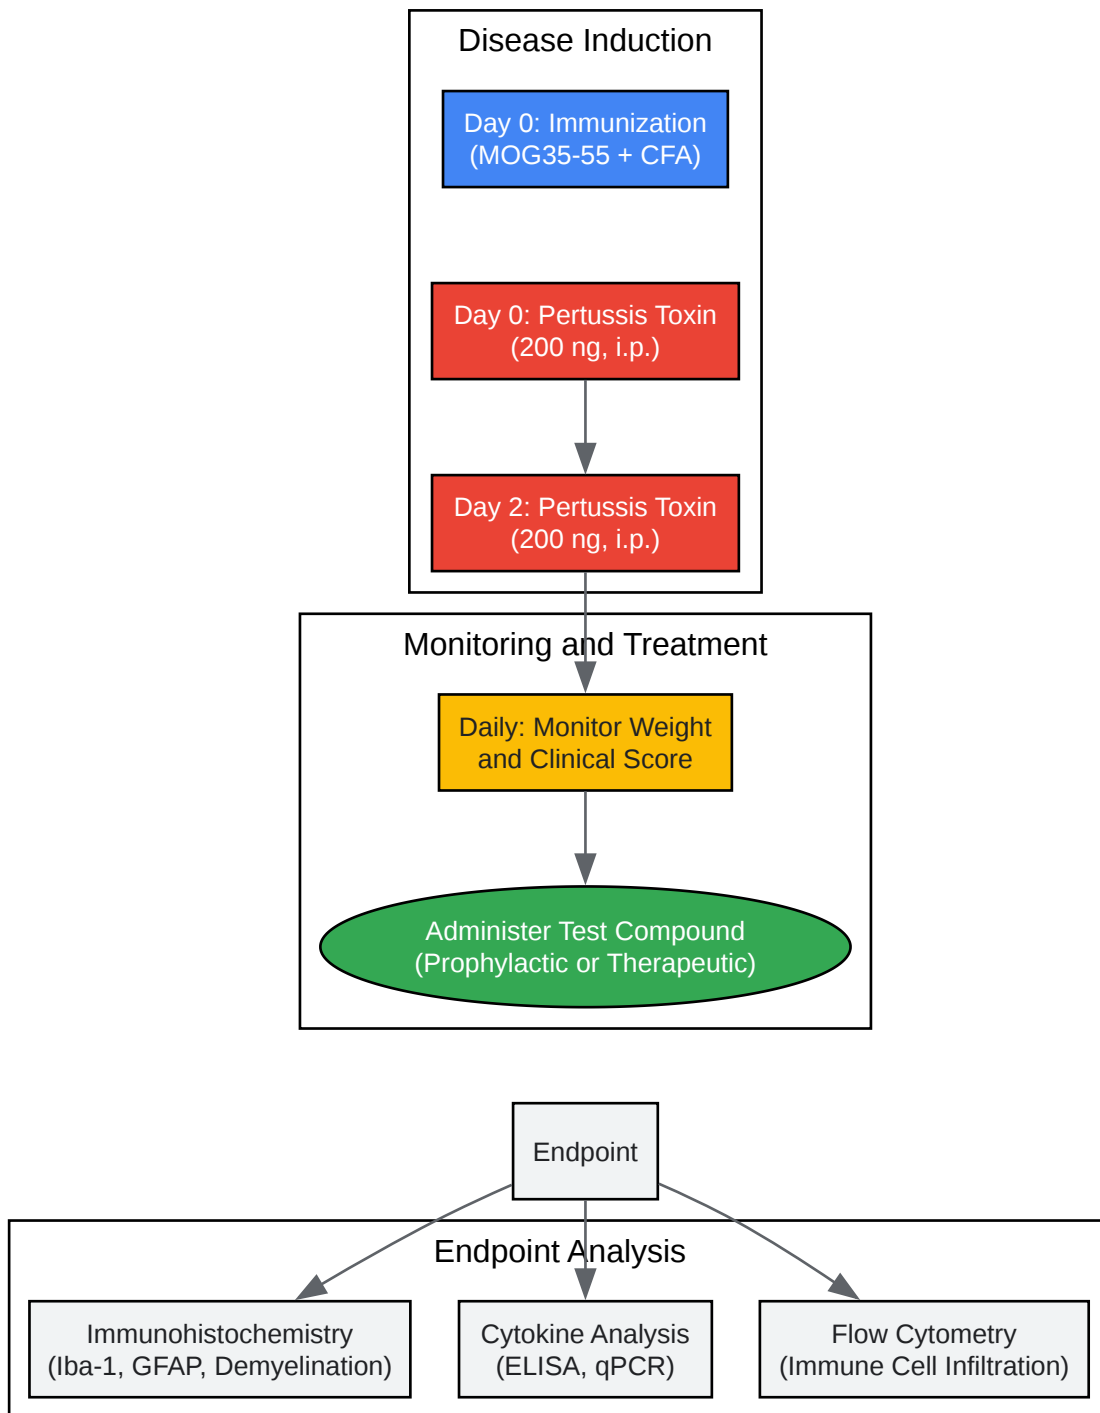 Disease Induction
Day 0: Immunization
(MOG35-55 + CFA)
Day 0: Pertussis Toxin
(200 ng, i.p.)
Day 2: Pertussis Toxin
(200 ng, i.p.)
Monitoring and Treatment
Daily: Monitor Weight
and Clinical Score
Administer Test Compound
(Prophylactic or Therapeutic)
Endpoint
Endpoint Analysis
Immunohistochemistry
(Iba-1, GFAP, Demyelination)
Cytokine Analysis
(ELISA, qPCR)
Flow Cytometry
(Immune Cell Infiltration)